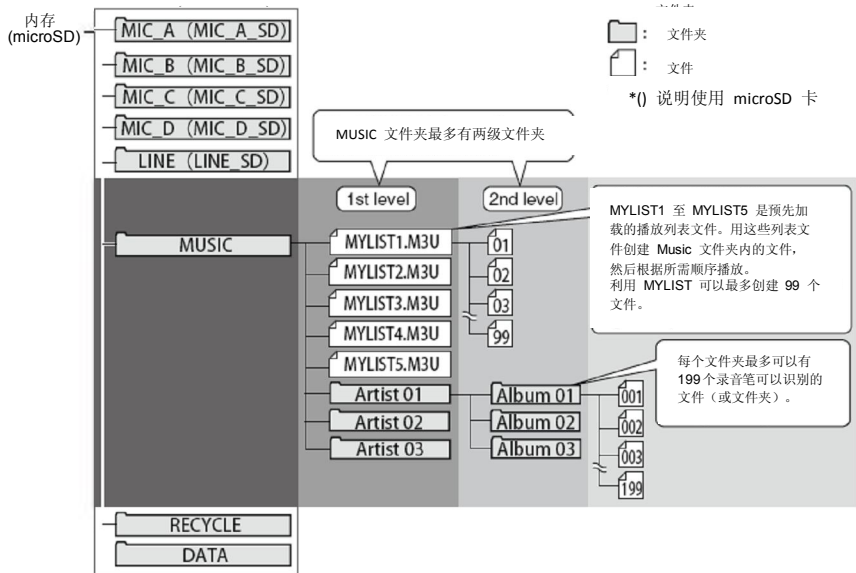 内存
(microSD)
MIC_A (MIC_A_SD)
MIC_B (MIC_B_SD)
MIC_C (MIC_C_SD)
MIC_D (MIC_D_SD)
LINE (LINE_SD)
： 文件夹
： 文件
*() 说明使用 microSD 卡
MUSIC 文件夹最多有两级文件夹
1st level
2nd level
MUSIC
MYLIST1.M3U
MYLIST2.M3U
MYLIST3.M3U
MYLIST4.M3U
MYLIST5.M3U
Artist 01
Artist 02
Artist 03
01
02
03
99
Album 01
Album 02
Album 03
001
002
003
199
MYLIST1 至 MYLIST5 是预先加
载的播放列表文件。用这些列表文
件创建 Music 文件夹内的文件，
然后根据所需顺序播放。
利用 MYLIST 可以最多创建 99 个
文件。
每个文件夹最多可以有
199个录音笔可以识别的
文件（或文件夹）。
RECYCLE
DATA